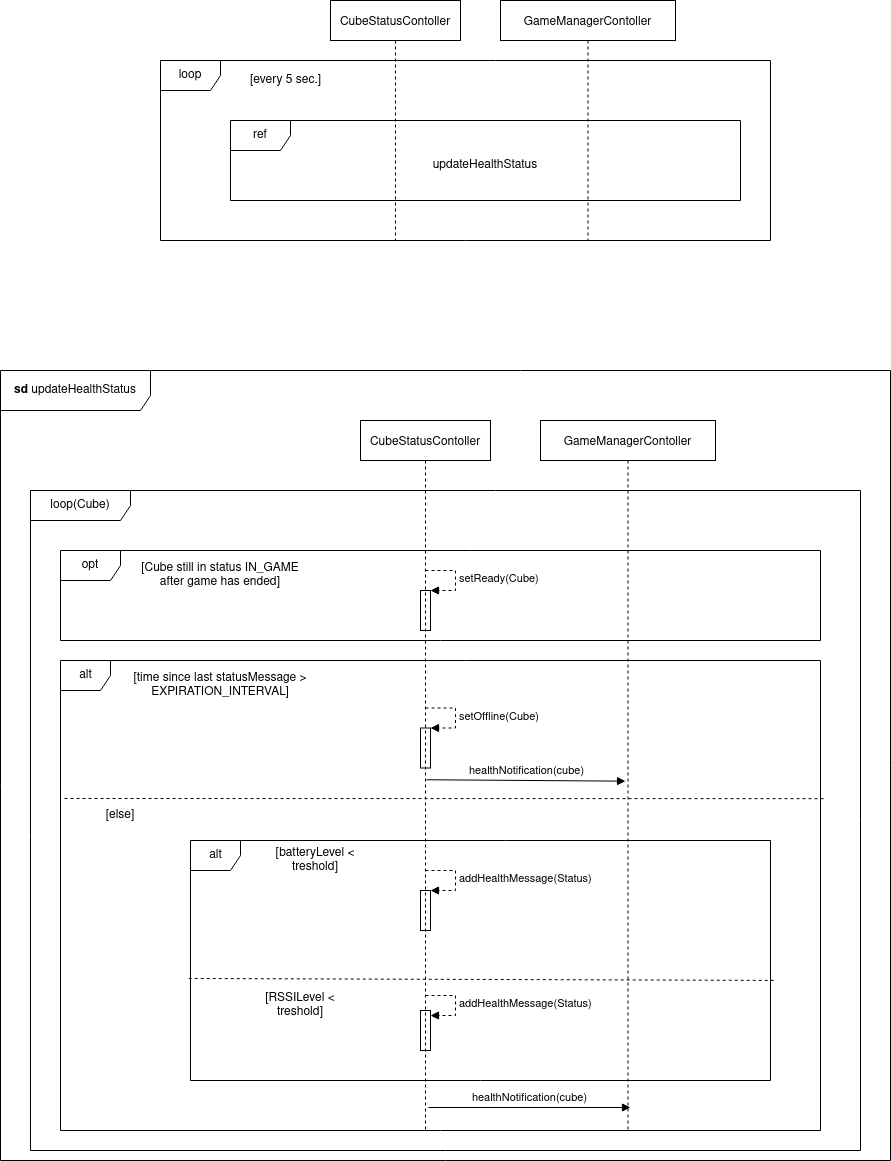 CubeStatusContoller
GameManagerContoller
loop
[every 5 sec.]
ref
updateHealthStatus
sd updateHealthStatus
CubeStatusContoller
GameManagerContoller
loop(Cube)
opt
[Cube still in status IN_GAME
after game has ended]
setReady(Cube)
alt
[time since last statusMessage >
EXPIRATION_INTERVAL]
setOffline(Cube)
healthNotification(cube)
[else]
alt
[batteryLevel <
treshold]
addHealthMessage(Status)
[RSSILevel <
treshold]
addHealthMessage(Status)
healthNotification(cube)